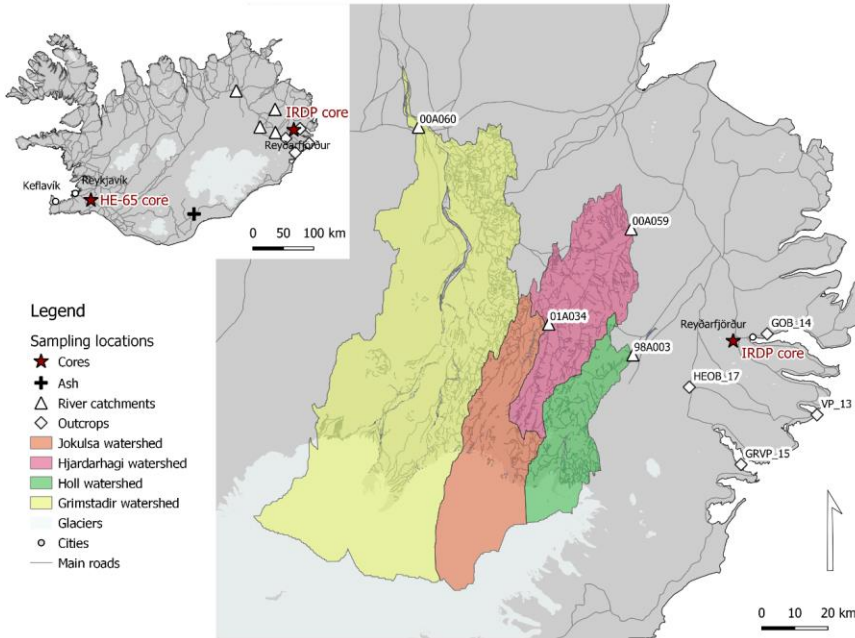 IRDP core
Reyðarfjörður
Reykjavík
Keflavík
HE-65 core
0 50 100 km
00A060
00A059
01A034
98A003
Reyðarfjörður
GOB_14
IRDP core
HEOB_17
VP_13
GRVP_15
Legend
Sampling locations
Cores
Ash
River catchments
Outcrops
Jokulsa watershed
Hjardarhagi watershed
Holl watershed
Grimstadir watershed
Glaciers
Cities
Main roads
0 10 20 km